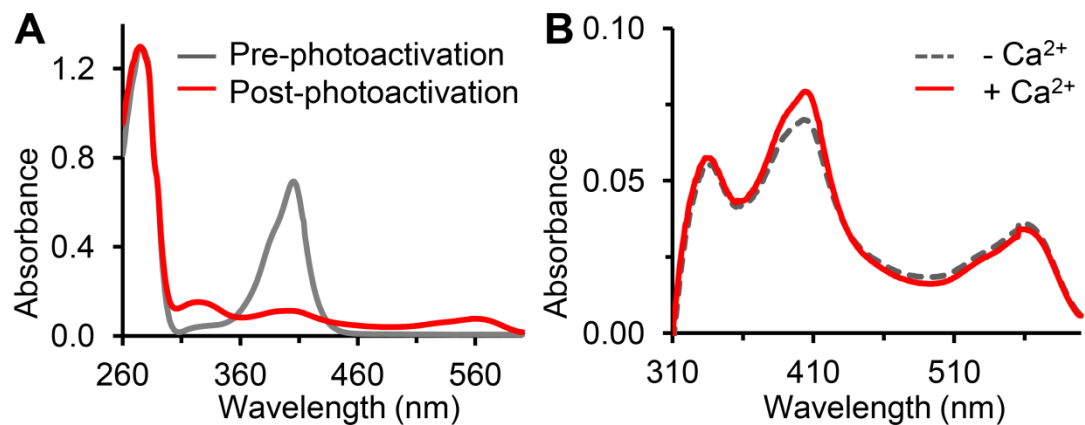 A
Pre-photoactivation
Post-photoactivation
Absorbance
1.2
0.8
0.4
0.0
260 360 460 560
Wavelength (nm)
B
- Ca²⁺
+ Ca²⁺
Absorbance
0.10
0.05
0.00
310 410 510
Wavelength (nm)